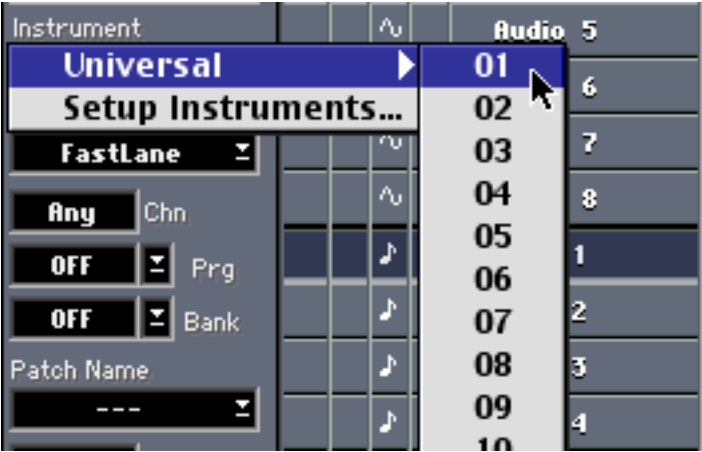 Instrument
Audio 5
Universal
01
6
Setup Instruments...
02
FastLane
03
7
Any
Chn
04
8
05
1
OFF
Prg
06
OFF
Bank
07
2
Patch Name
08
3
---
09
4
10